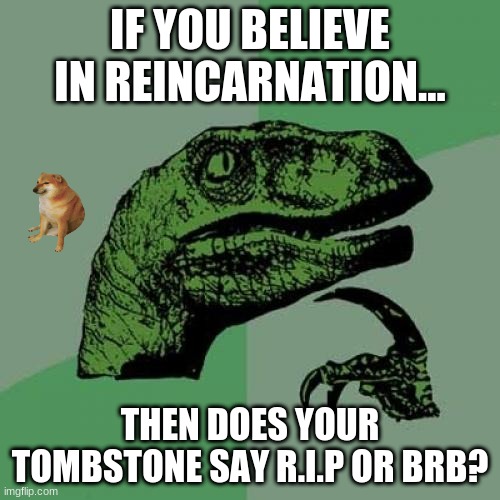 IF YOU BELIEVE
IN REINCARNATION...
THEN DOES YOUR
TOMBSTONE SAY R.I.P OR BRB?
imgflip.com